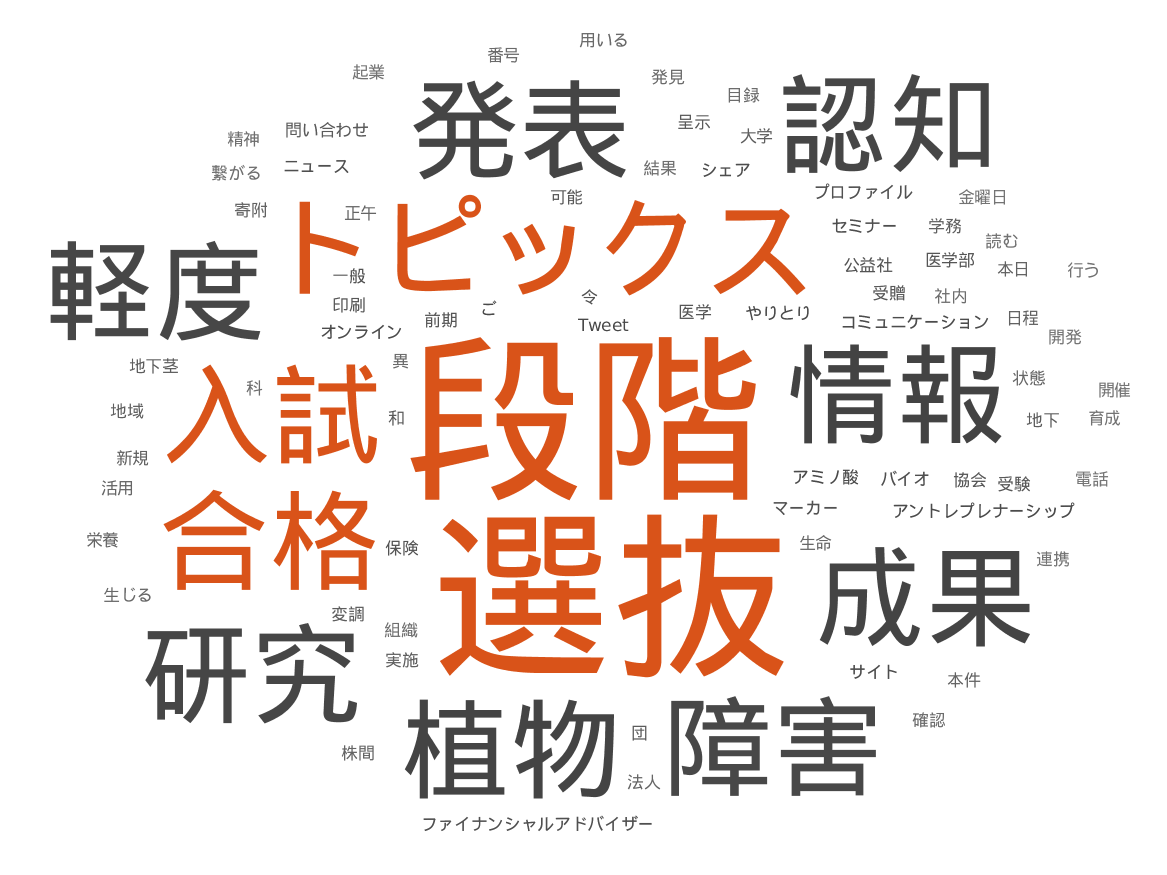 用いる
番号
起業
発見
発表
認知
目録
呈示
大学
精神
問い合わせ
繋がる
ニュース
結果
シェア
可能
プロファイル
金曜日
寄附
正午
トピックス
セミナー
学務
読む
軽度
一般
公益社
医学部
本日
行う
印刷
ご
令
受贈
社内
オンライン
前期
Tweet
医学
やりとり
コミュニケーション
日程
開発
地下茎
異
段階
情報
状態
開催
科
入試
地域
和
地下
育成
新規
アミノ酸
バイオ
協会
受験
電話
活用
マーカー
アントレプレナーシップ
合格
栄養
保険
選抜
生命
成果
連携
生じる
変調
組織
研究
実施
サイト
本件
植物
団
障害
確認
株間
法人
ファイナンシャルアドバイザー